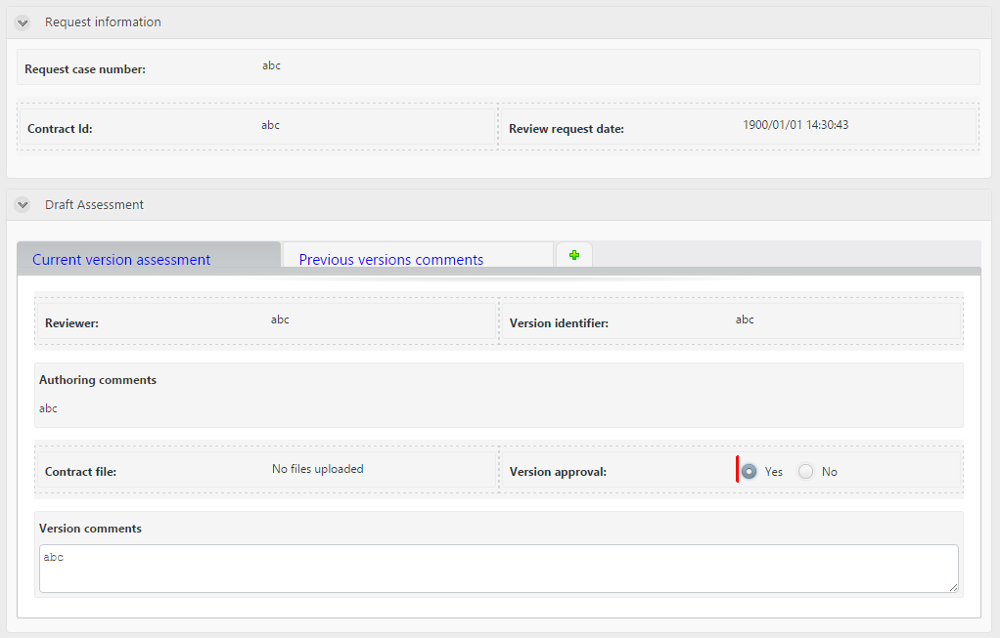 Request information
Request case number: abc
Contract Id: abc Review request date: 1900/01/01 14:30:43
Draft Assessment
Current version assessment Previous versions comments
Reviewer: abc Version identifier: abc
Authoring comments
abc
Contract file: No files uploaded Version approval: Yes No
Version comments
abc